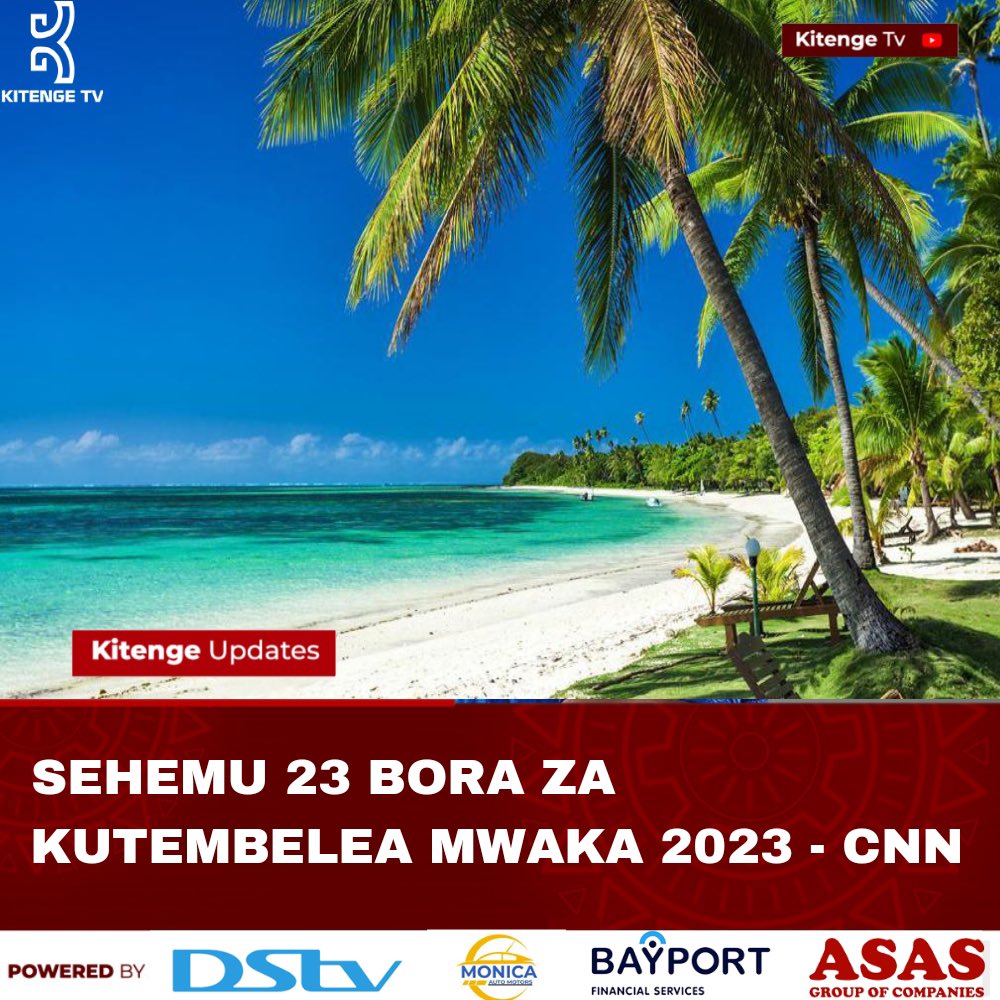 KITENGE TV
Kitenge Tv
Kitenge Updates
SEHEMU 23 BORA ZA
KUTEMBELEA MWAKA 2023 - CNN
POWERED BY
DStv
MONICA
AUTO MOTORS
BAYPORT
FINANCIAL SERVICES
ASAS
GROUP OF COMPANIES